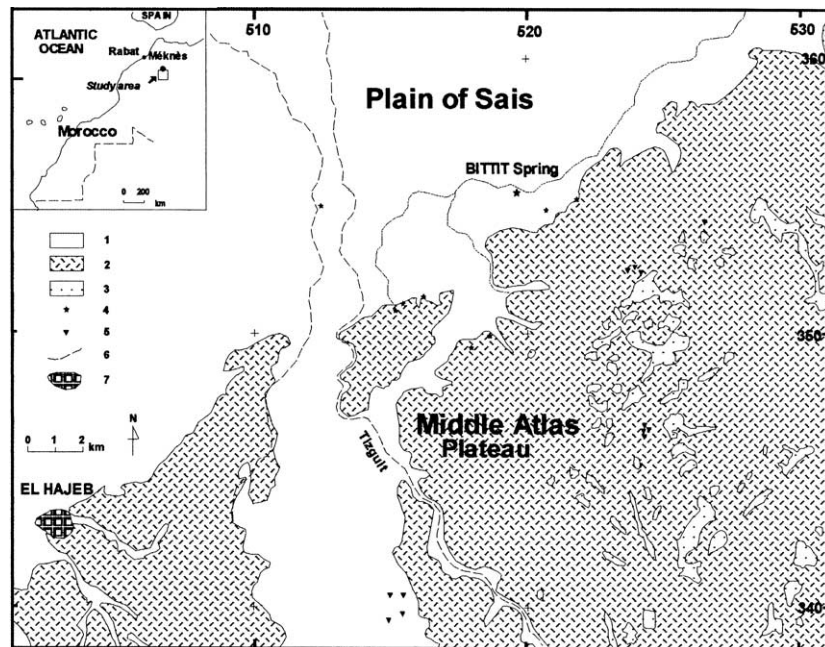 SPAIN
ATLANTIC
OCEAN
Rabat
Méknès
Study area
Morocco
0 200
km
510
520
530
360
Plain of Sais
BITTIT Spring
1
2
3
4
5
6
7
350
N
0 1 2
km
Middle Atlas
Plateau
Tizguit
EL HAJEB
340